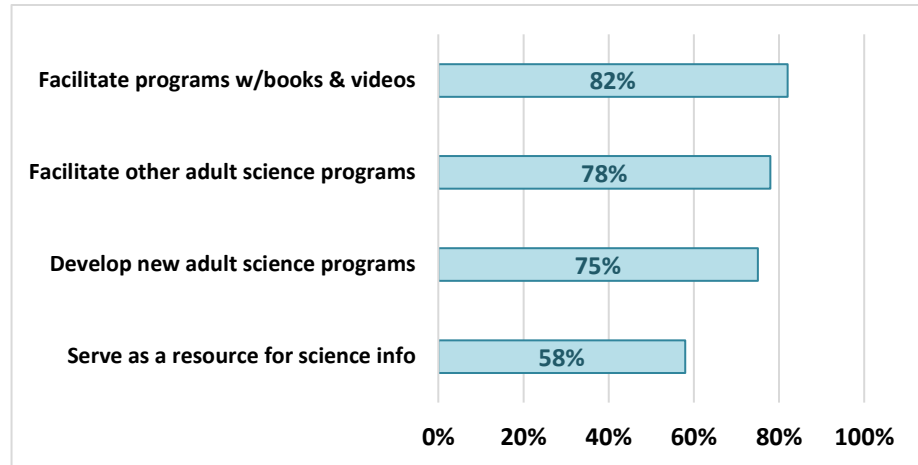 Facilitate programs w/books & videos
82%
Facilitate other adult science programs
78%
Develop new adult science programs
75%
Serve as a resource for science info
58%
0% 20% 40% 60% 80% 100%